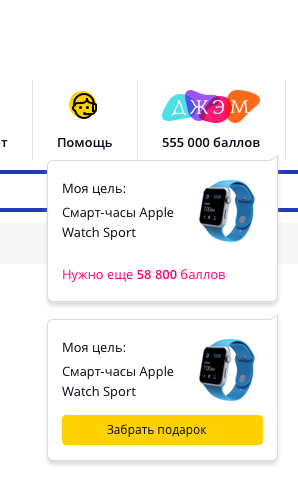 т
Помощь
ДЖЭМ
555 000 баллов
Моя цель:
Смарт-часы Apple
Watch Sport
Нужно еще 58 800 баллов
Моя цель:
Смарт-часы Apple
Watch Sport
Забрать подарок